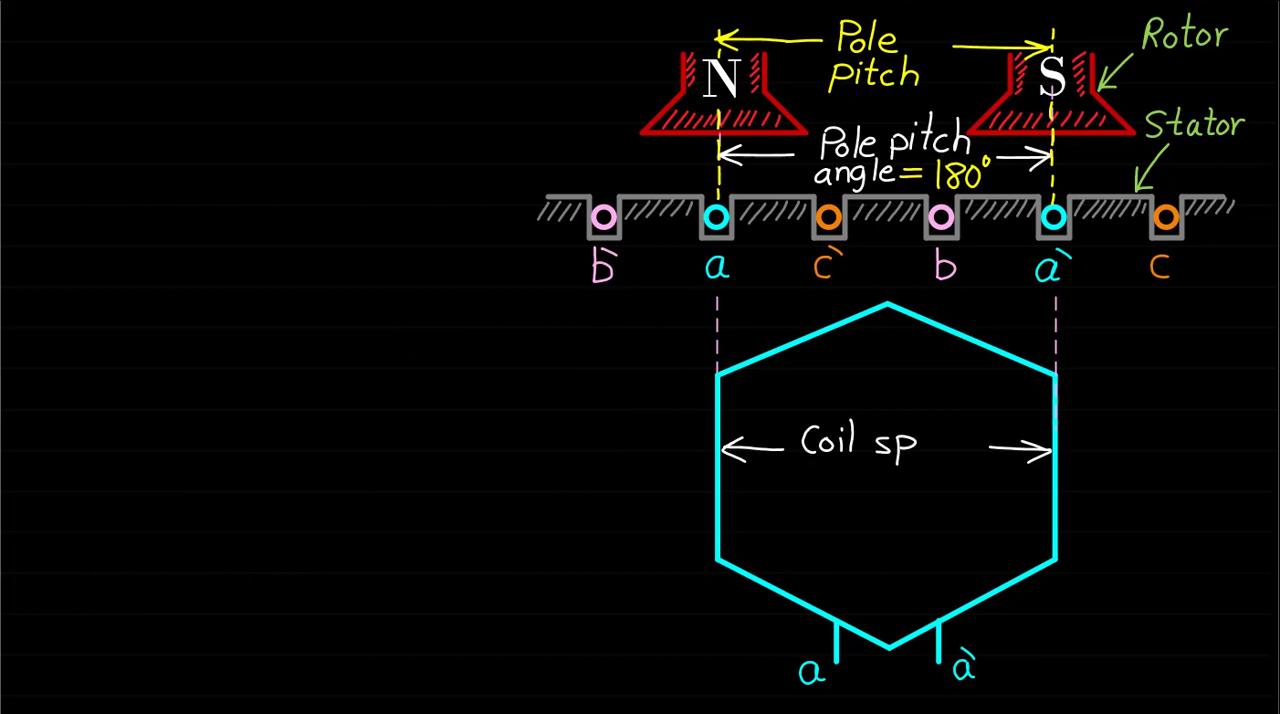 Pole pitch
N
S
Rotor
Stator
Pole pitch
angle = 180°
b`
a
c`
b
a`
c
Coil sp
a
a`